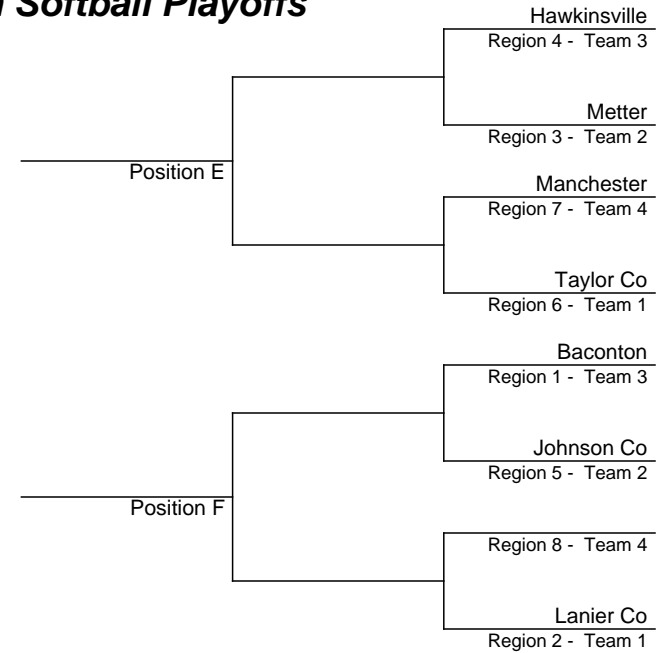 Softball Playoffs
Hawkinsville
Region 4 - Team 3
Metter
Region 3 - Team 2
Position E
Manchester
Region 7 - Team 4
Taylor Co
Region 6 - Team 1
Baconton
Region 1 - Team 3
Johnson Co
Region 5 - Team 2
Position F
Region 8 - Team 4
Lanier Co
Region 2 - Team 1